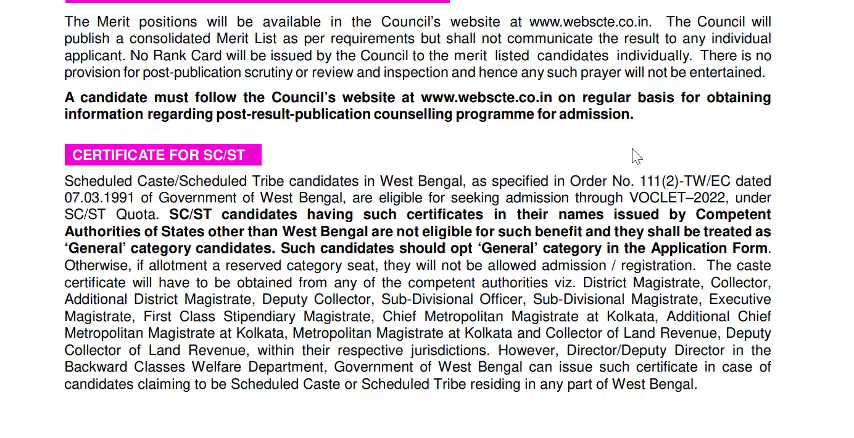 The Merit positions will be available in the Council's website at www.webscte.co.in. The Council will
publish a consolidated Merit List as per requirements but shall not communicate the result to any individual
applicant. No Rank Card will be issued by the Council to the merit listed candidates individually. There is no
provision for post-publication scrutiny or review and inspection and hence any such prayer will not be entertained.
A candidate must follow the Council's website at www.webscte.co.in on regular basis for obtaining
information regarding post-result-publication counselling programme for admission.
CERTIFICATE FOR SC/ST
Scheduled Caste/Scheduled Tribe candidates in West Bengal, as specified in Order No. 111(2)-TW/EC dated
07.03.1991 of Government of West Bengal, are eligible for seeking admission through VOCLET–2022, under
SC/ST Quota. SC/ST candidates having such certificates in their names issued by Competent
Authorities of States other than West Bengal are not eligible for such benefit and they shall be treated as
'General' category candidates. Such candidates should opt 'General' category in the Application Form.
Otherwise, if allotment a reserved category seat, they will not be allowed admission / registration. The caste
certificate will have to be obtained from any of the competent authorities viz. District Magistrate, Collector,
Additional District Magistrate, Deputy Collector, Sub-Divisional Officer, Sub-Divisional Magistrate, Executive
Magistrate, First Class Stipendiary Magistrate, Chief Metropolitan Magistrate at Kolkata, Additional Chief
Metropolitan Magistrate at Kolkata, Metropolitan Magistrate at Kolkata and Collector of Land Revenue, Deputy
Collector of Land Revenue, within their respective jurisdictions. However, Director/Deputy Director in the
Backward Classes Welfare Department, Government of West Bengal can issue such certificate in case of
candidates claiming to be Scheduled Caste or Scheduled Tribe residing in any part of West Bengal.